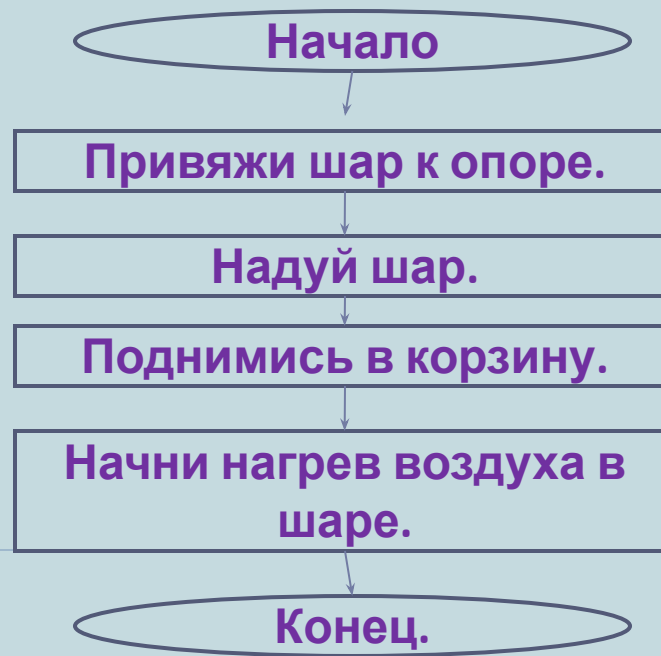 Начало
Привяжи шар к опоре.
Надуй шар.
Поднимись в корзину.
Начни нагрев воздуха в
шаре.
Конец.